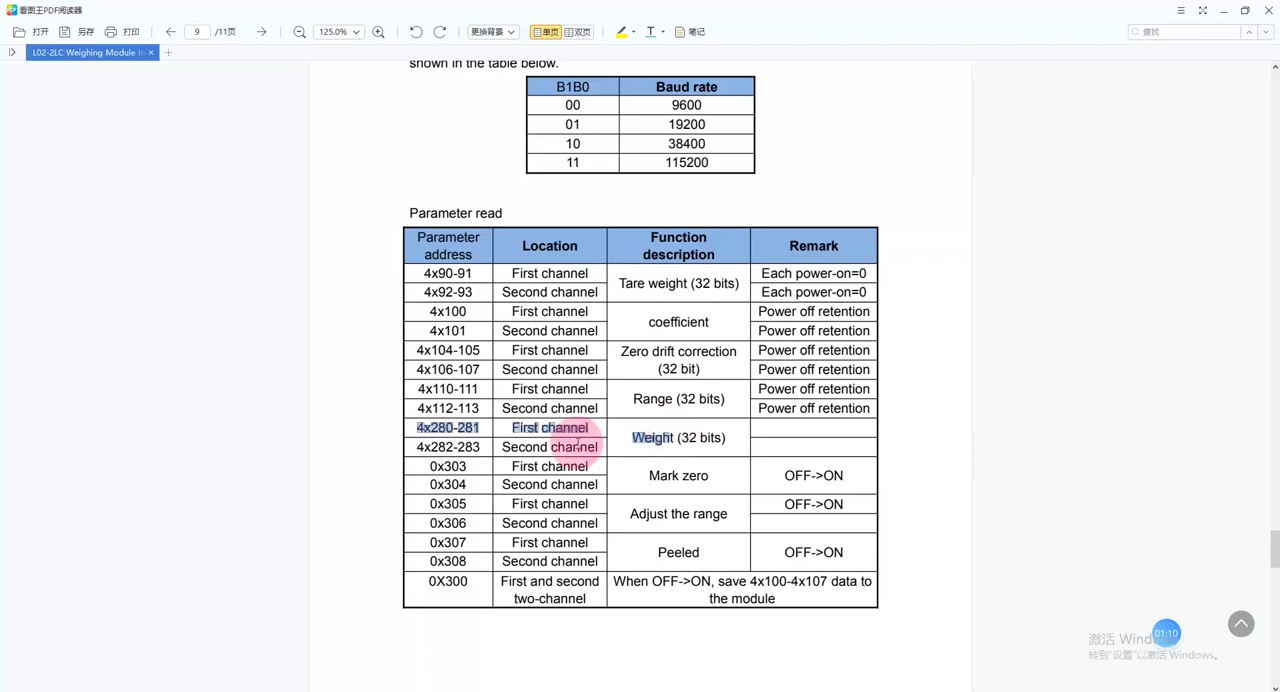 看图王PDF阅读器
打开 另存 打印 9 /11页 125.0% 更换背景 单页 双页 T 笔记 查找
L02-2LC Weighing Module In
shown in the table below.
B1B0 Baud rate
00 9600
01 19200
10 38400
11 115200
Parameter read
Parameter address Location Function description Remark
4x90-91 First channel Tare weight (32 bits) Each power-on=0
4x92-93 Second channel Each power-on=0
4x100 First channel coefficient Power off retention
4x101 Second channel Power off retention
4x104-105 First channel Zero drift correction (32 bit) Power off retention
4x106-107 Second channel Power off retention
4x110-111 First channel Range (32 bits) Power off retention
4x112-113 Second channel Power off retention
4x280-281 First channel Weight (32 bits)
4x282-283 Second channel
0x303 First channel Mark zero OFF->ON
0x304 Second channel
0x305 First channel Adjust the range OFF->ON
0x306 Second channel
0x307 First channel Peeled OFF->ON
0x308 Second channel
0X300 First and second two-channel When OFF->ON, save 4x100-4x107 data to the module
01:10
激活 Wind
转到"设置"以激活 Windows。